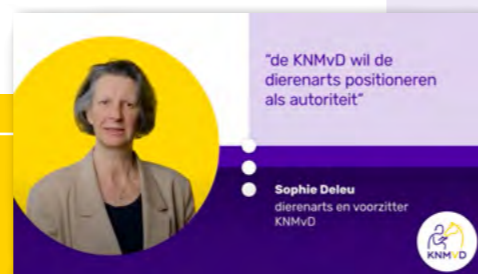 “de KNMvD wil de
dierenarts positioneren
als autoriteit”
Sophie Deleu
dierenarts en voorzitter
KNMvD
KNMVD